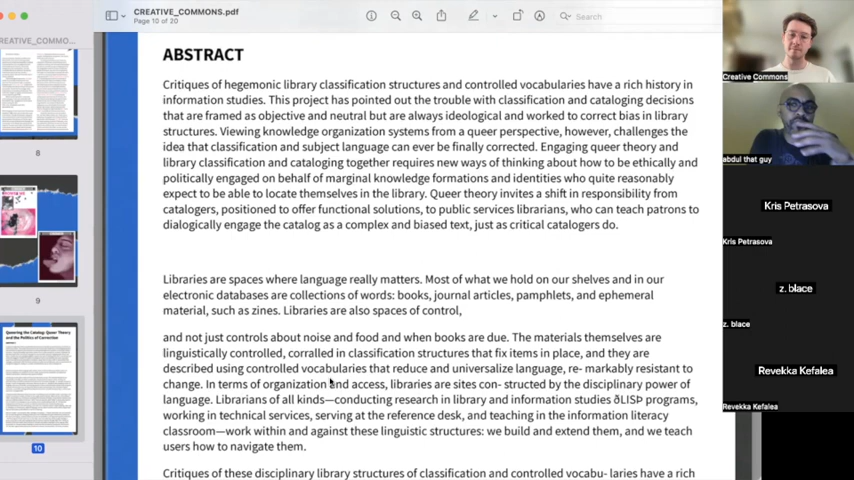 CREATIVE_COMMONS.pdf
Page 10 of 20
Search
CREATIVE_COMMO...
8
9
10
Queering the Catalog: Queer Theory
and the Politics of Correction
ABSTRACT
Critiques of hegemonic library classification structures and controlled vocabularies have a rich history in
information studies. This project has pointed out the trouble with classification and cataloging decisions
that are framed as objective and neutral but are always ideological and worked to correct bias in library
structures. Viewing knowledge organization systems from a queer perspective, however, challenges the
idea that classification and subject language can ever be finally corrected. Engaging queer theory and
library classification and cataloging together requires new ways of thinking about how to be ethically and
politically engaged on behalf of marginal knowledge formations and identities who quite reasonably
expect to be able to locate themselves in the library. Queer theory invites a shift in responsibility from
catalogers, positioned to offer functional solutions, to public services librarians, who can teach patrons to
dialogically engage the catalog as a complex and biased text, just as critical catalogers do.
Libraries are spaces where language really matters. Most of what we hold on our shelves and in our
electronic databases are collections of words: books, journal articles, pamphlets, and ephemeral
material, such as zines. Libraries are also spaces of control,
and not just controls about noise and food and when books are due. The materials themselves are
linguistically controlled, corralled in classification structures that fix items in place, and they are
described using controlled vocabularies that reduce and universalize language, re- markably resistant to
change. In terms of organization and access, libraries are sites con- structed by the disciplinary power of
language. Librarians of all kinds—conducting research in library and information studies ðLISÞ programs,
working in technical services, serving at the reference desk, and teaching in the information literacy
classroom—work within and against these linguistic structures: we build and extend them, and we teach
users how to navigate them.
Critiques of these disciplinary library structures of classification and controlled vocabu- laries have a rich
Creative Commons
abdul that guy
Kris Petrasova
Kris Petrasova
z. blace
z. blace
Revekka Kefalea
Revekka Kefalea